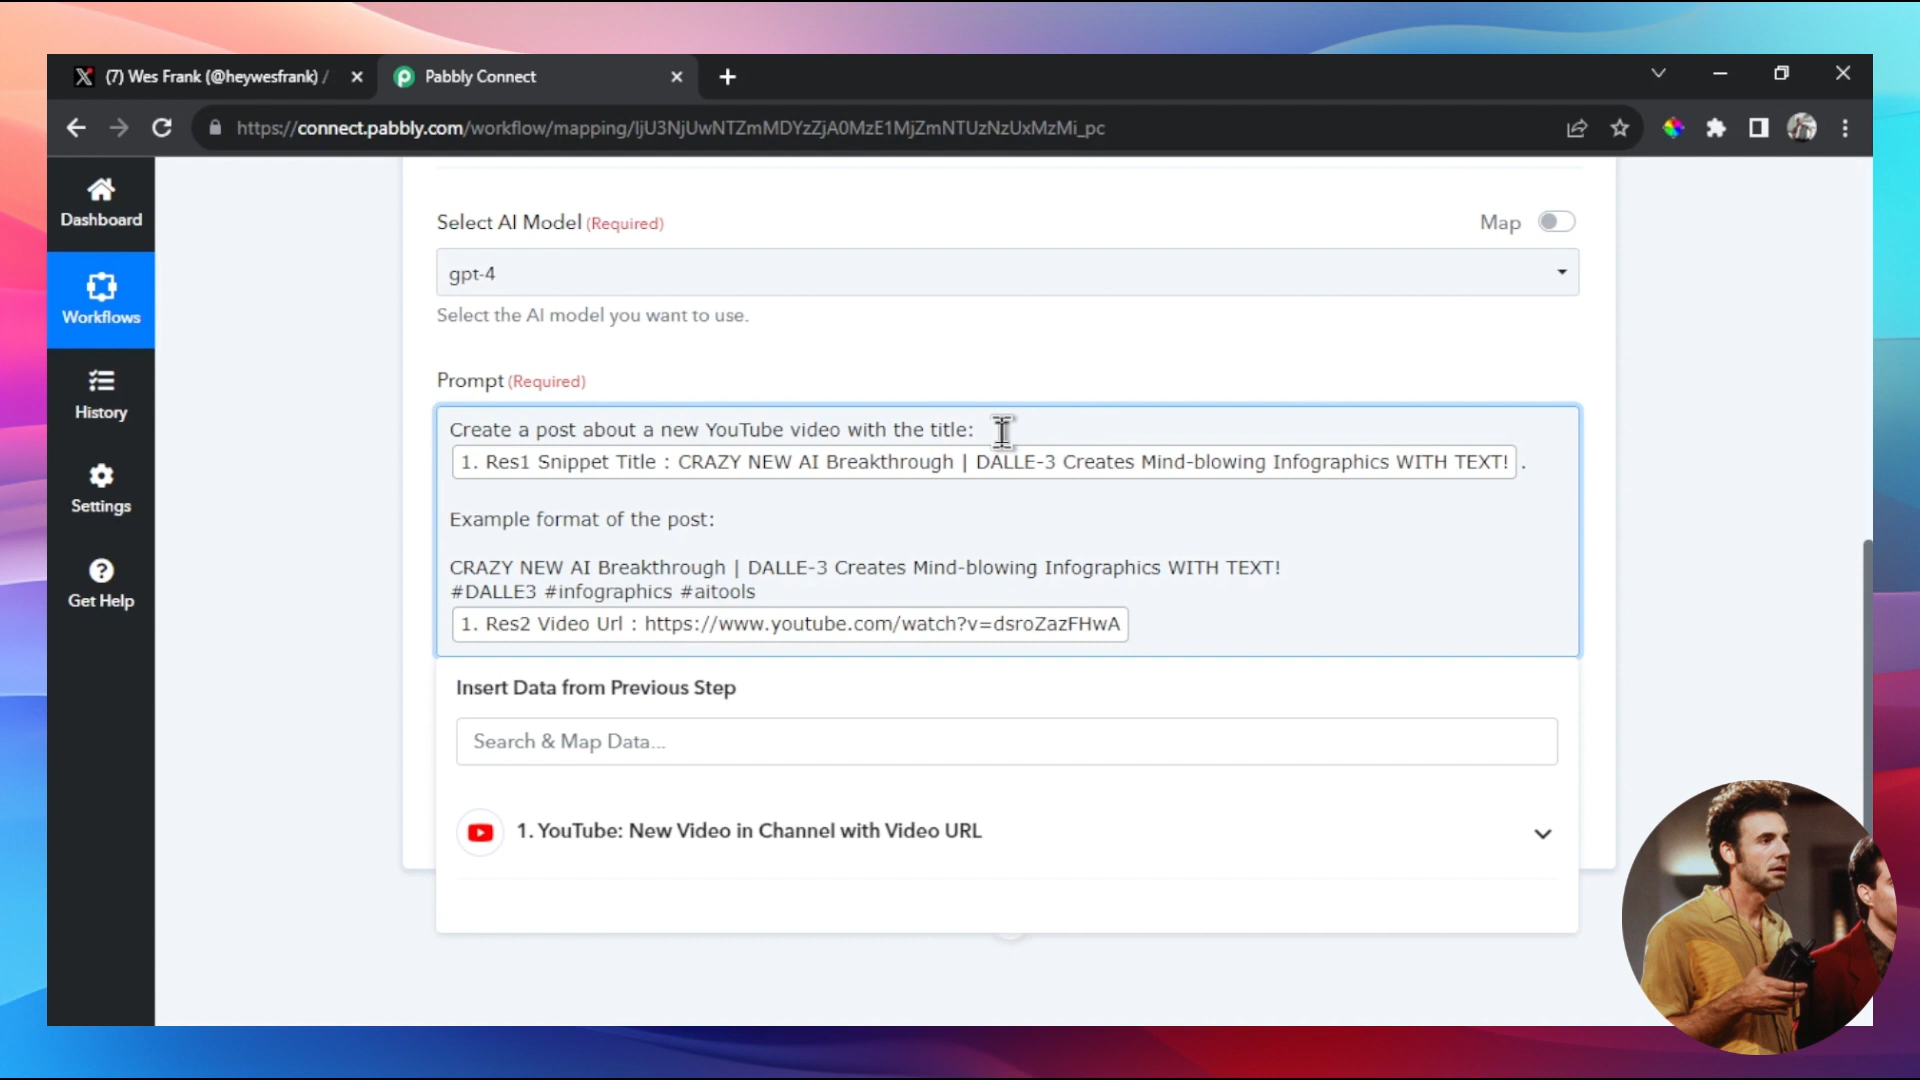 (7) Wes Frank (@heywesfrank) /
Pabbly Connect
https://connect.pabbly.com/workflow/mapping/IjU3NjUwNTZmMDYzZjA0MzE1MjZmNTUzNzUxMzMi_pc
Dashboard
Workflows
History
Settings
Get Help
Select AI Model (Required)
Map
gpt-4
Select the AI model you want to use.
Prompt (Required)
Create a post about a new YouTube video with the title:
1. Res1 Snippet Title : CRAZY NEW AI Breakthrough | DALLE-3 Creates Mind-blowing Infographics WITH TEXT! .
Example format of the post:
CRAZY NEW AI Breakthrough | DALLE-3 Creates Mind-blowing Infographics WITH TEXT!
#DALLE3 #infographics #aitools
1. Res2 Video Url : https://www.youtube.com/watch?v=dsroZazFHwA
Insert Data from Previous Step
Search & Map Data...
1. YouTube: New Video in Channel with Video URL